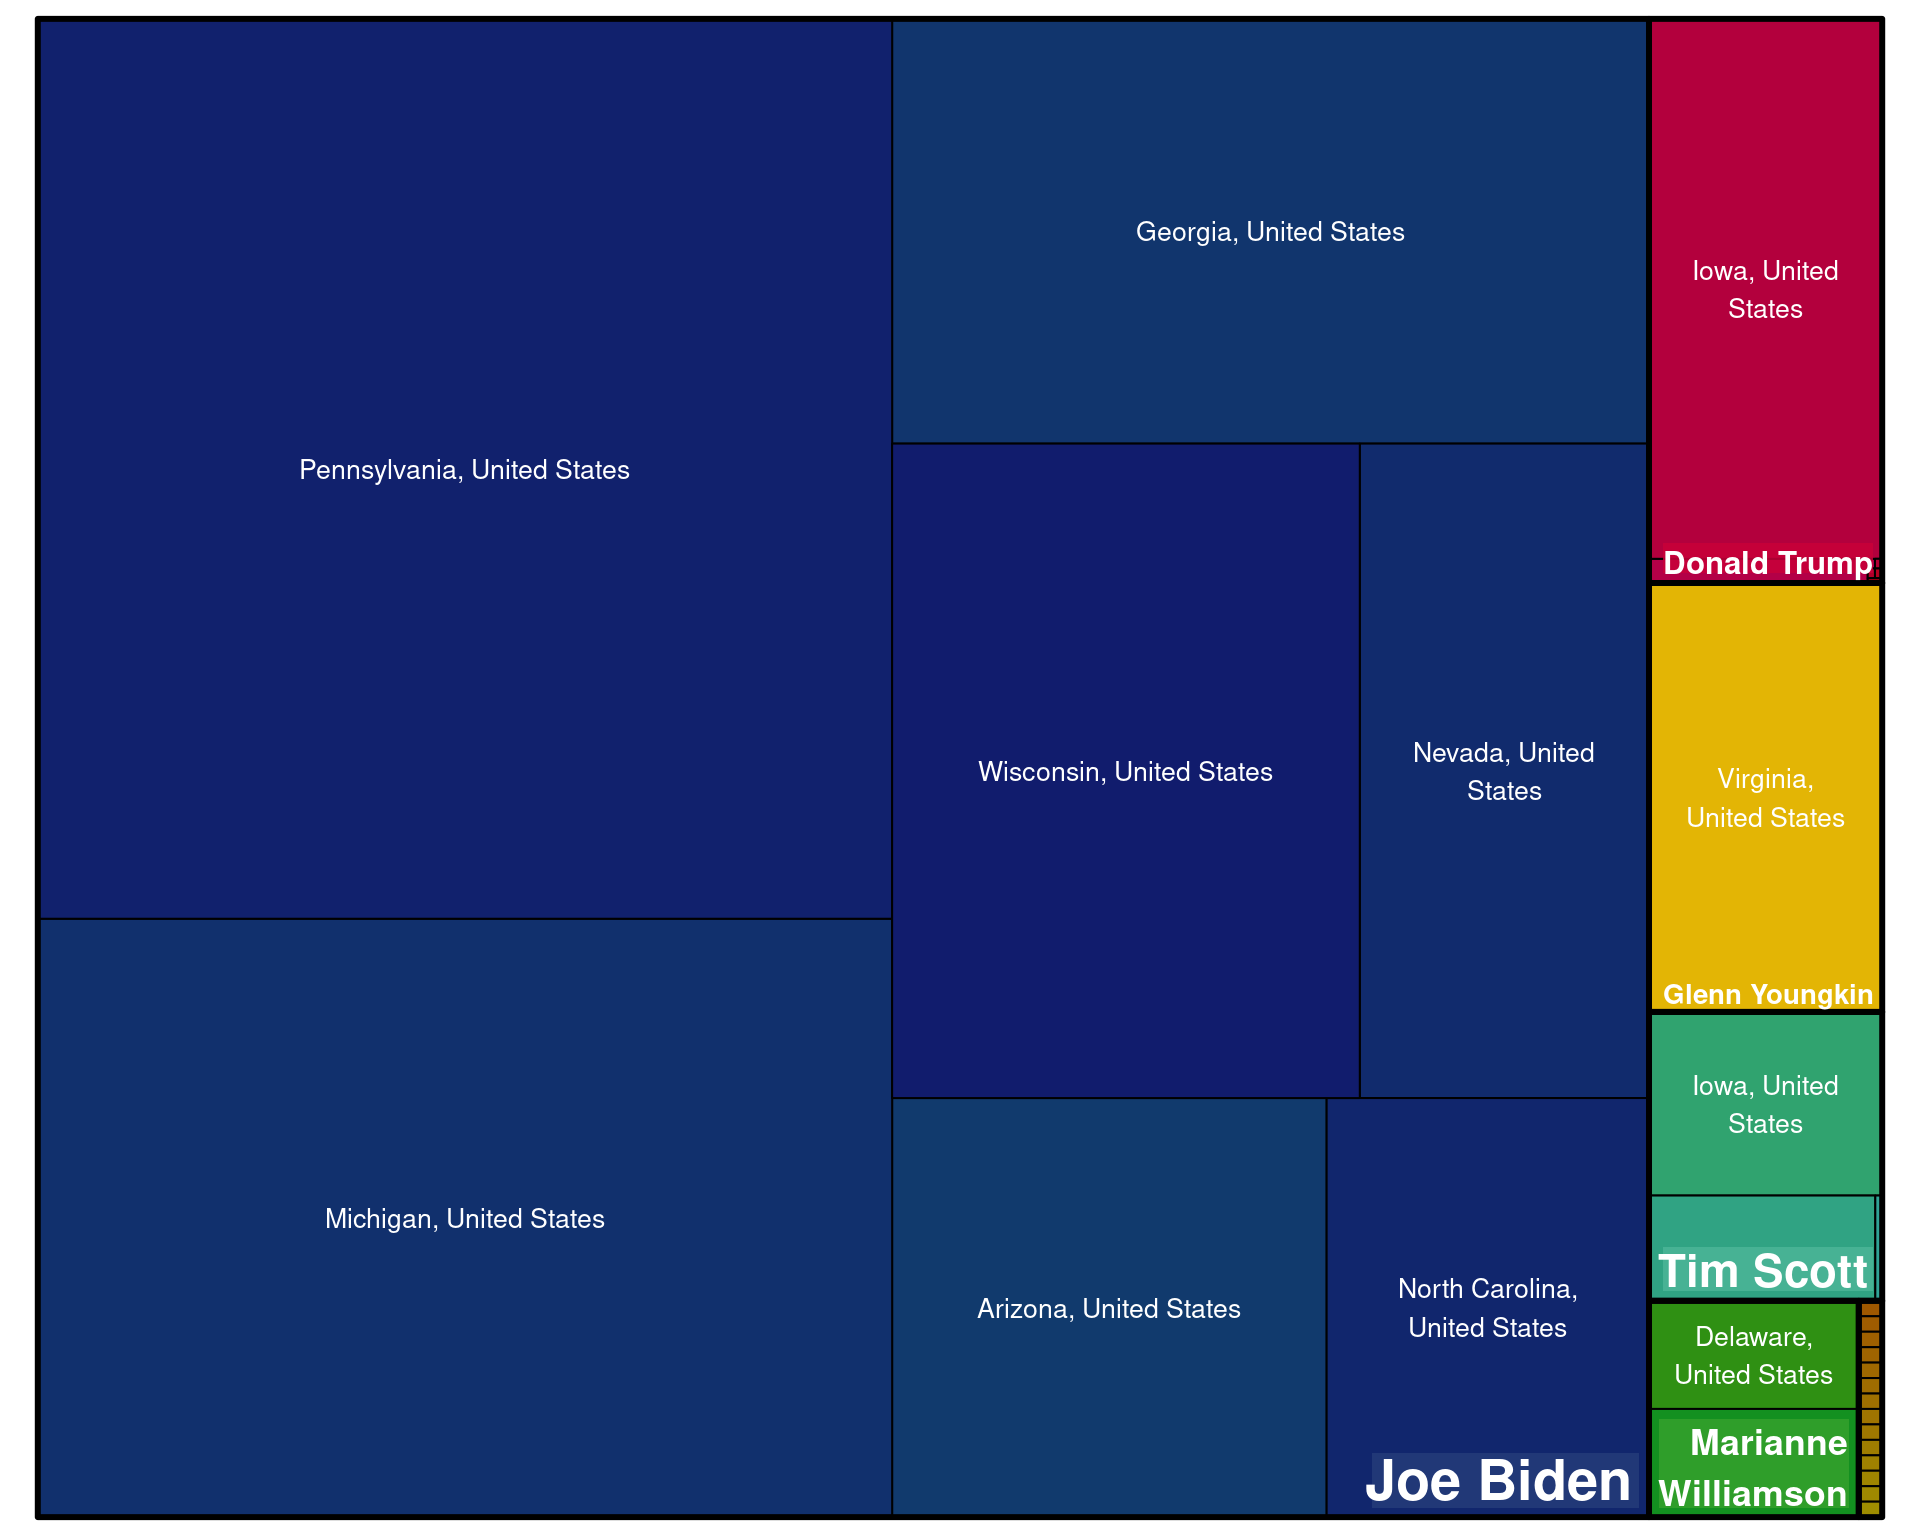 Pennsylvania, United States
Michigan, United States
Georgia, United States
Wisconsin, United States
Nevada, United
States
Arizona, United States
North Carolina,
United States
Joe Biden
Iowa, United
States
Donald Trump
Virginia,
United States
Glenn Youngkin
Iowa, United
States
Tim Scott
Delaware,
United States
Marianne
Williamson